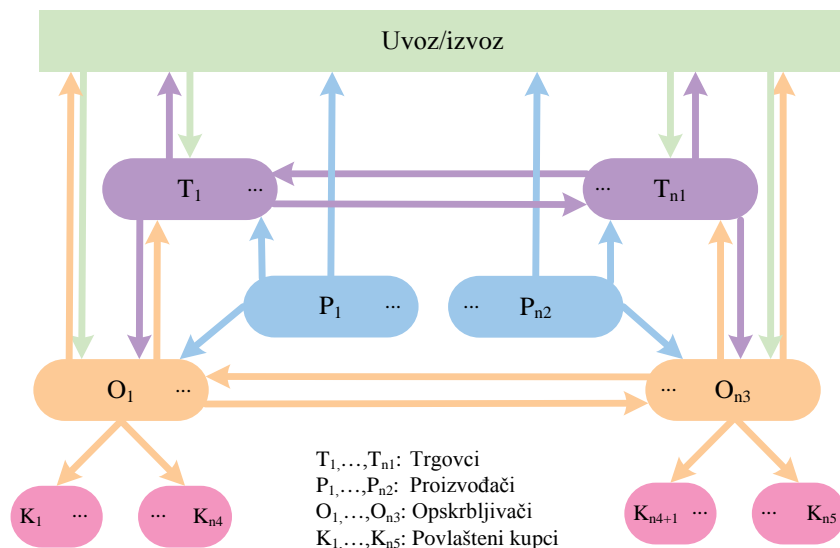 Uvoz/izvoz
T1 ... ... Tn1
P1 ... ... Pn2
O1 ... ... On3
K1 ... ... Kn4 Kn4+1 ... ... Kn5
T1,…,Tn1: Trgovci
P1,…,Pn2: Proizvođači
O1,…,On3: Opskrbljivači
K1,…,Kn5: Povlašteni kupci